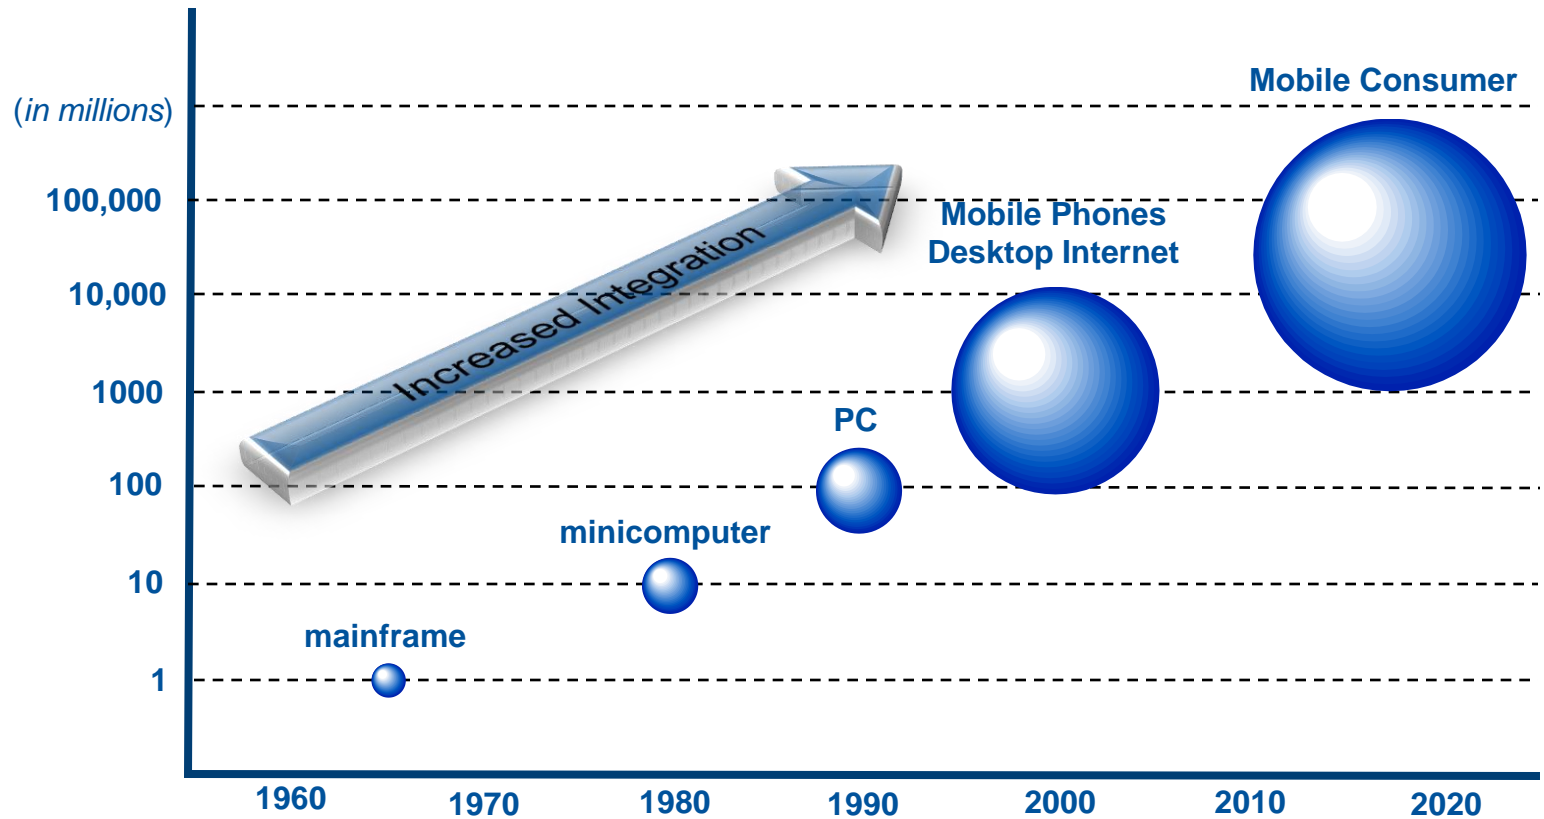 Mobile Consumer
(in millions)
100,000
Mobile Phones
Desktop Internet
Increased Integration
10,000
1000
PC
100
minicomputer
10
mainframe
1
1960
1970
1980
1990
2000
2010
2020